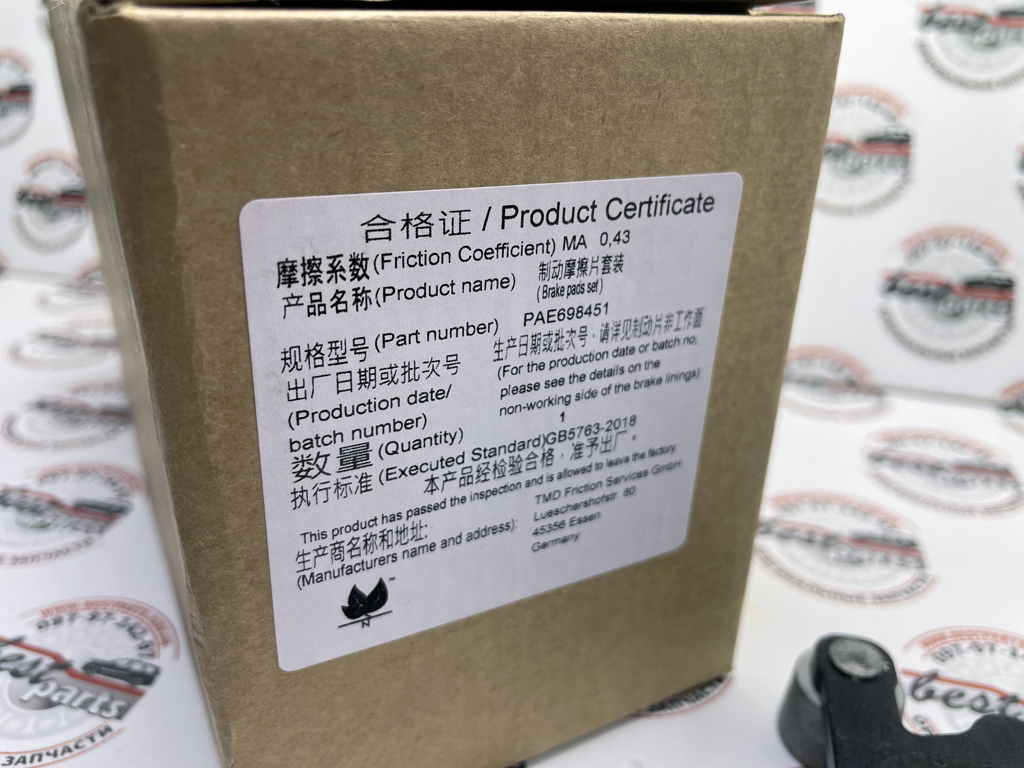 合格证 / Product Certificate
摩擦系数 (Friction Coefficient) MA 0,43
产品名称 (Product name) 制动摩擦片套装
(Brake pads set)
规格型号 (Part number) PAE698451
出厂日期或批次号 生产日期或批次号、请详见制动片非工作面
(Production date/ (For the production date or batch no,
batch number) please see the details on the
non-working side of the brake linings)
数量 (Quantity) 1
执行标准 (Executed Standard)GB5763-2018
本产品经检验合格，准予出厂。
This product has passed the inspection and is allowed to leave the factory
生产商名称和地址: TMD Friction Services GmbH
(Manufacturers name and address): Lueschershofstr. 80
45356 Essen
Germany
™
N
best
parts
ЗАПЧАСТИ
best